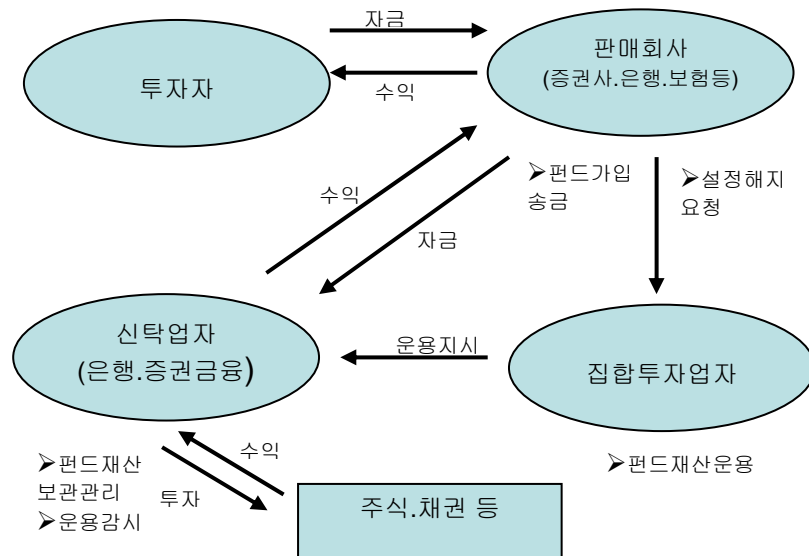 자금
투자자
수익
판매회사
(증권사.은행.보험등)
수익
자금
➤펀드가입
송금
➤설정해지
요청
신탁업자
(은행.증권금융)
운용지시
집합투자업자
➤펀드재산
보관관리
➤운용감시
수익
투자
➤펀드재산운용
주식.채권 등